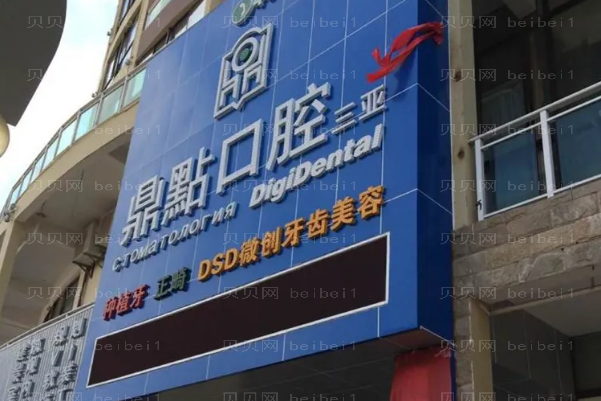 鼎
鼎點口腔三亚
СТОМАТОЛОГИЯ DigiDental
种植牙 正畸 DSD微创牙齿美容
贝贝网 beibei1